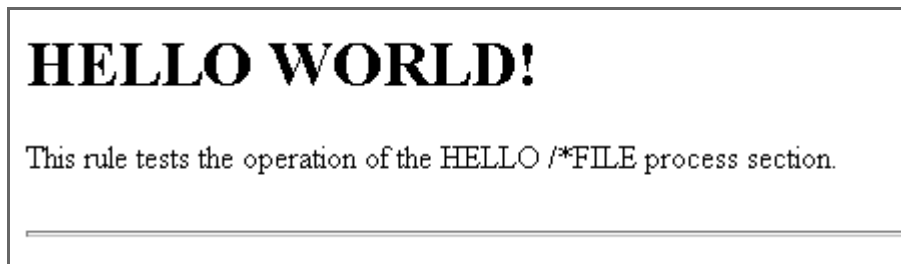 HELLO WORLD!
This rule tests the operation of the HELLO /*FILE process section.